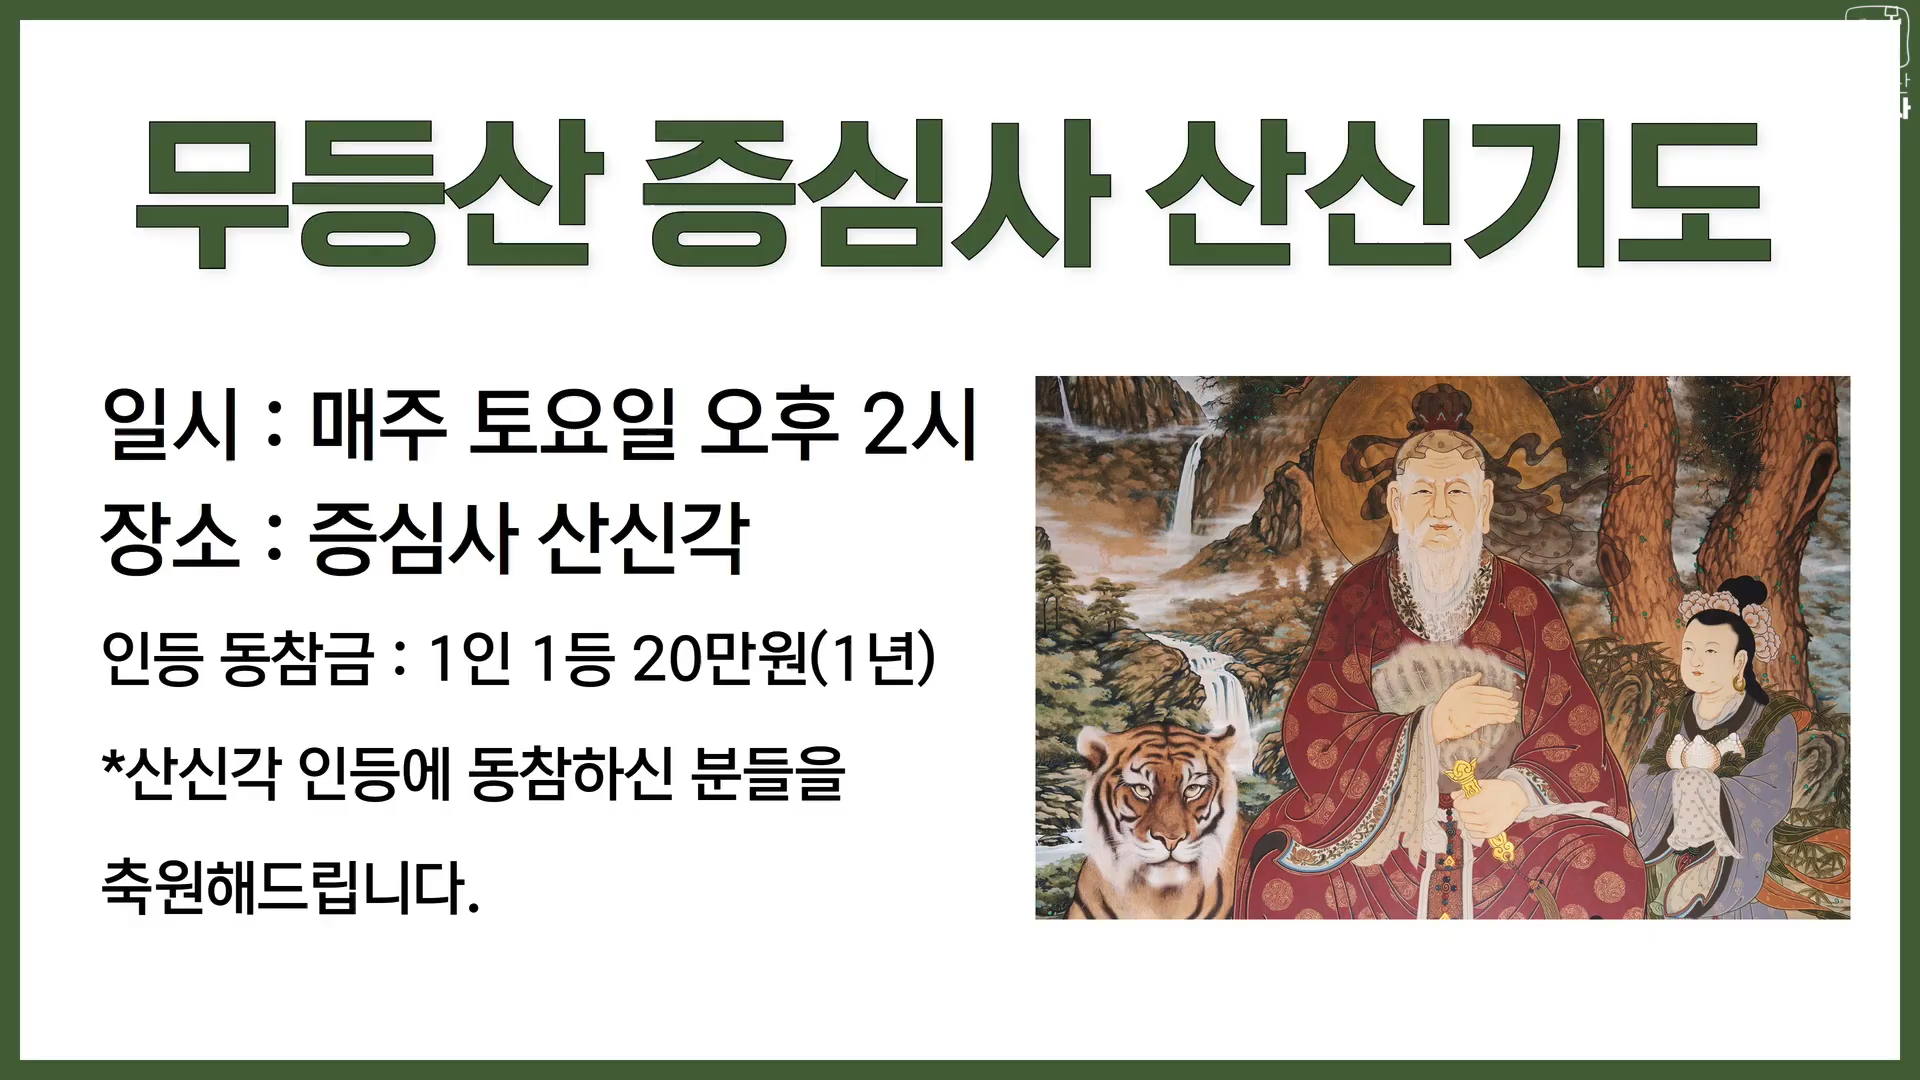 무등산 증심사 산신기도
일시 : 매주 토요일 오후 2시
장소 : 증심사 산신각
인등 동참금 : 1인 1등 20만원(1년)
*산신각 인등에 동참하신 분들을
축원해드립니다.